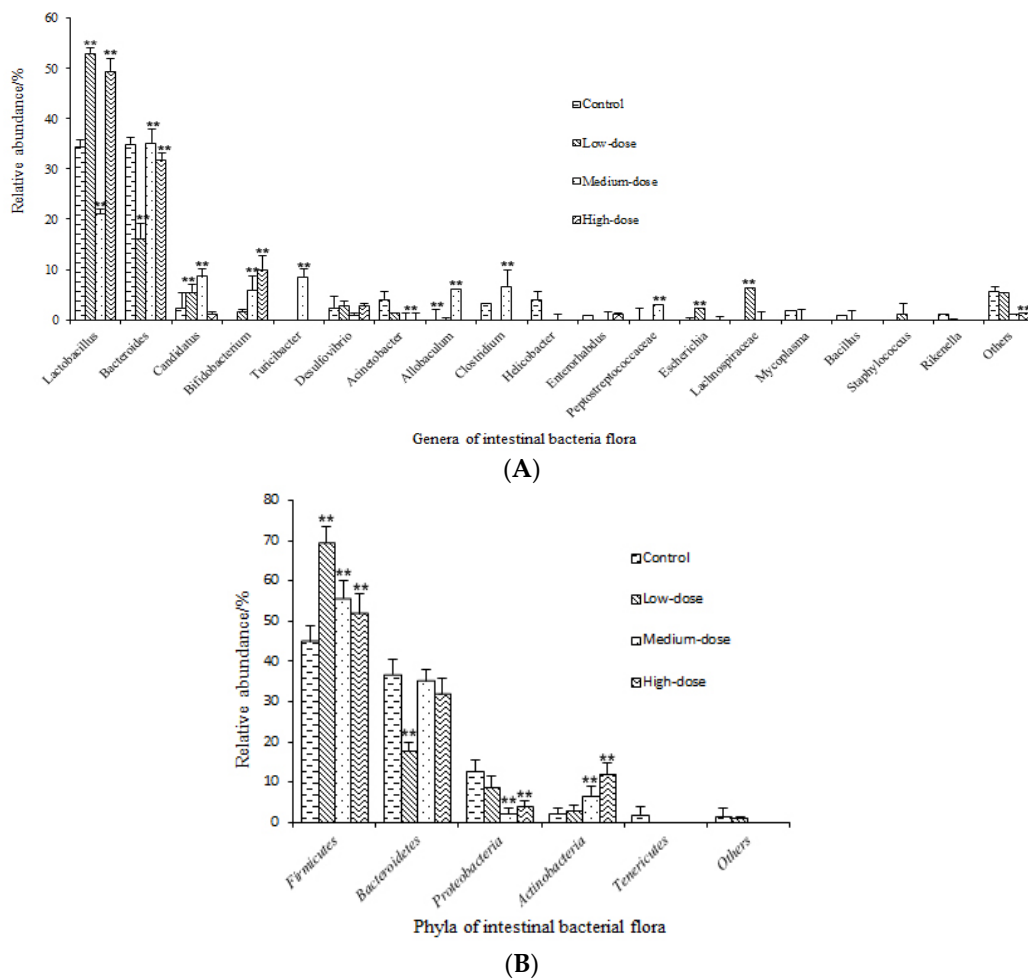 60
50
40
30
20
10
0
Relative abundance/%
** ** ** ** ** ** ** ** ** ** ** ** ** ** ** ** ** ** ** **
Control
Low-dose
Medium-dose
High-dose
Lactobacillus
Bacteroides
Candidatus
Bifidobacterium
Turicibacter
Desulfovibrio
Acinetobacter
Allobaculum
Clostridium
Helicobacter
Enterorhabdus
Peptostreptococcaceae
Escherichia
Lachnospiraceae
Mycoplasma
Bacillus
Staphylococcus
Rikenella
Others
Genera of intestinal bacteria flora
(A)
80
70
60
50
40
30
20
10
0
Relative abundance/%
** ** ** ** ** ** ** **
Control
Low-dose
Medium-dose
High-dose
Firmicutes
Bacteroidetes
Proteobacteria
Actinobacteria
Tenericutes
Others
Phyla of intestinal bacterial flora
(B)